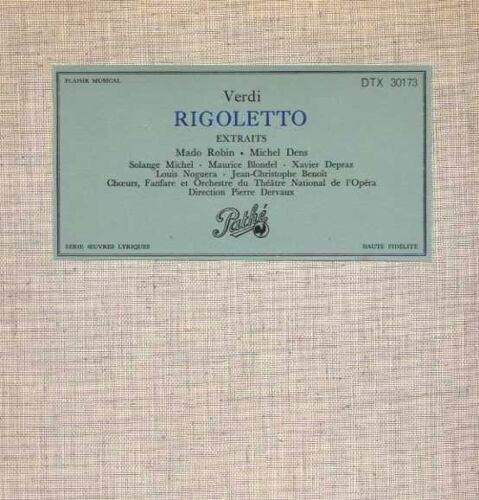 PLAISIR MUSICAL
DTX 30173
Verdi
RIGOLETTO
EXTRAITS
Mado Robin • Michel Dens
Solange Michel - Maurice Blondel - Xavier Depraz
Louis Noguera - Jean-Christophe Benoît
Chœurs, Fanfare et Orchestre du Théâtre National de l'Opéra
Direction Pierre Dervaux
Pathé
SÉRIE ŒUVRES LYRIQUES
HAUTE FIDÉLITÉ